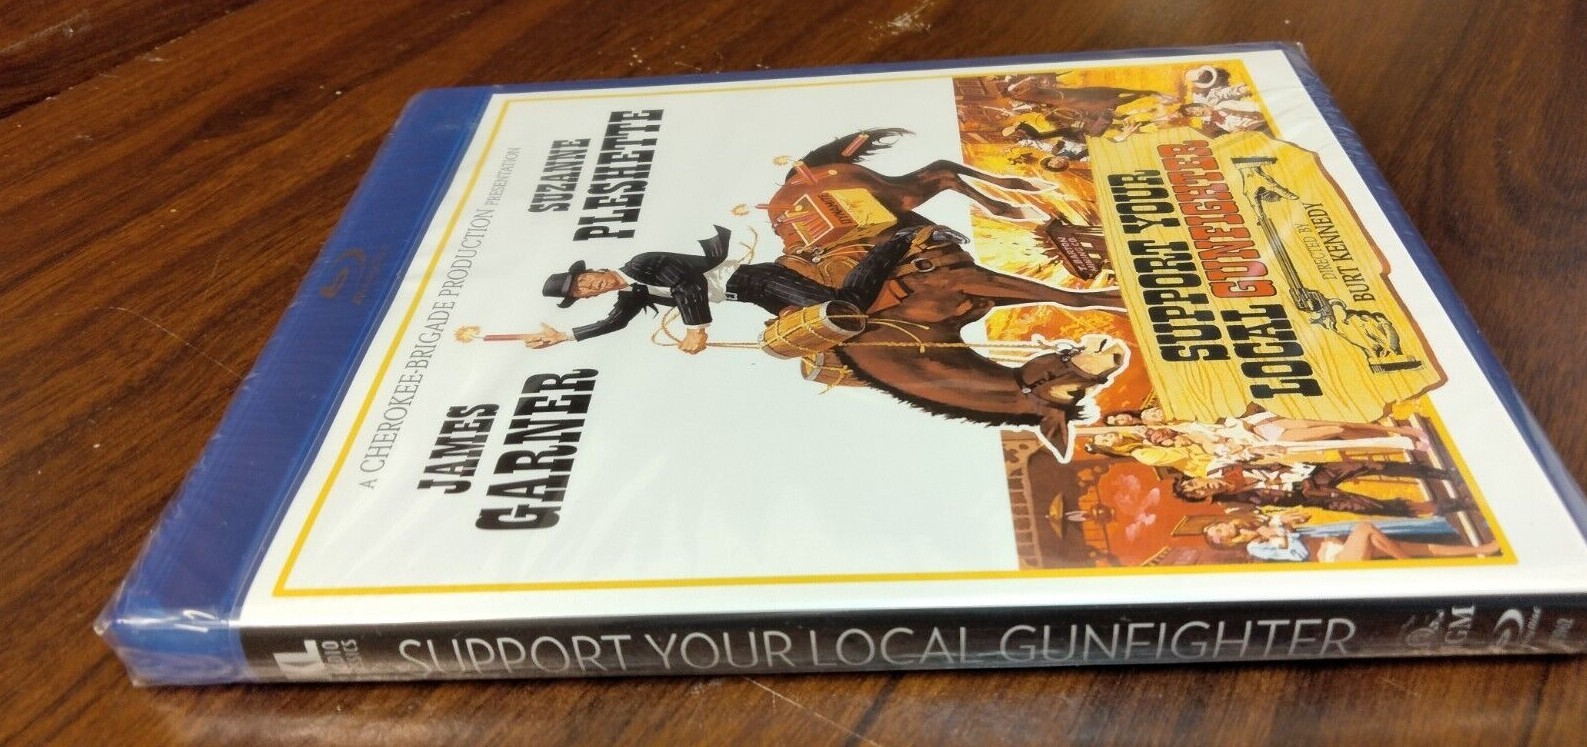 A CHEROKEE-BRIGADE PRODUCTION PRESENTATION
JAMES
GARNER
SUZANNE
PLESHETTE
SUPPORT YOUR
LOCAL GUNFIGHTER
DIRECTED BY
BURT KENNEDY
SUPPORT YOUR LOCAL GUNFIGHTER